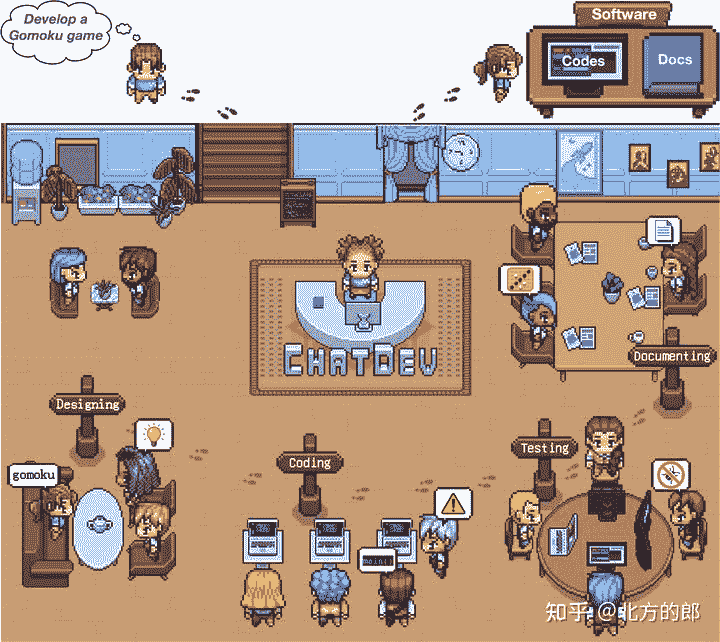 Develop a
Gomoku game
Software
Codes
Docs
CHATDEV
Documenting
Designing
gomoku
Coding
Testing
main()
知乎 @北方的郎